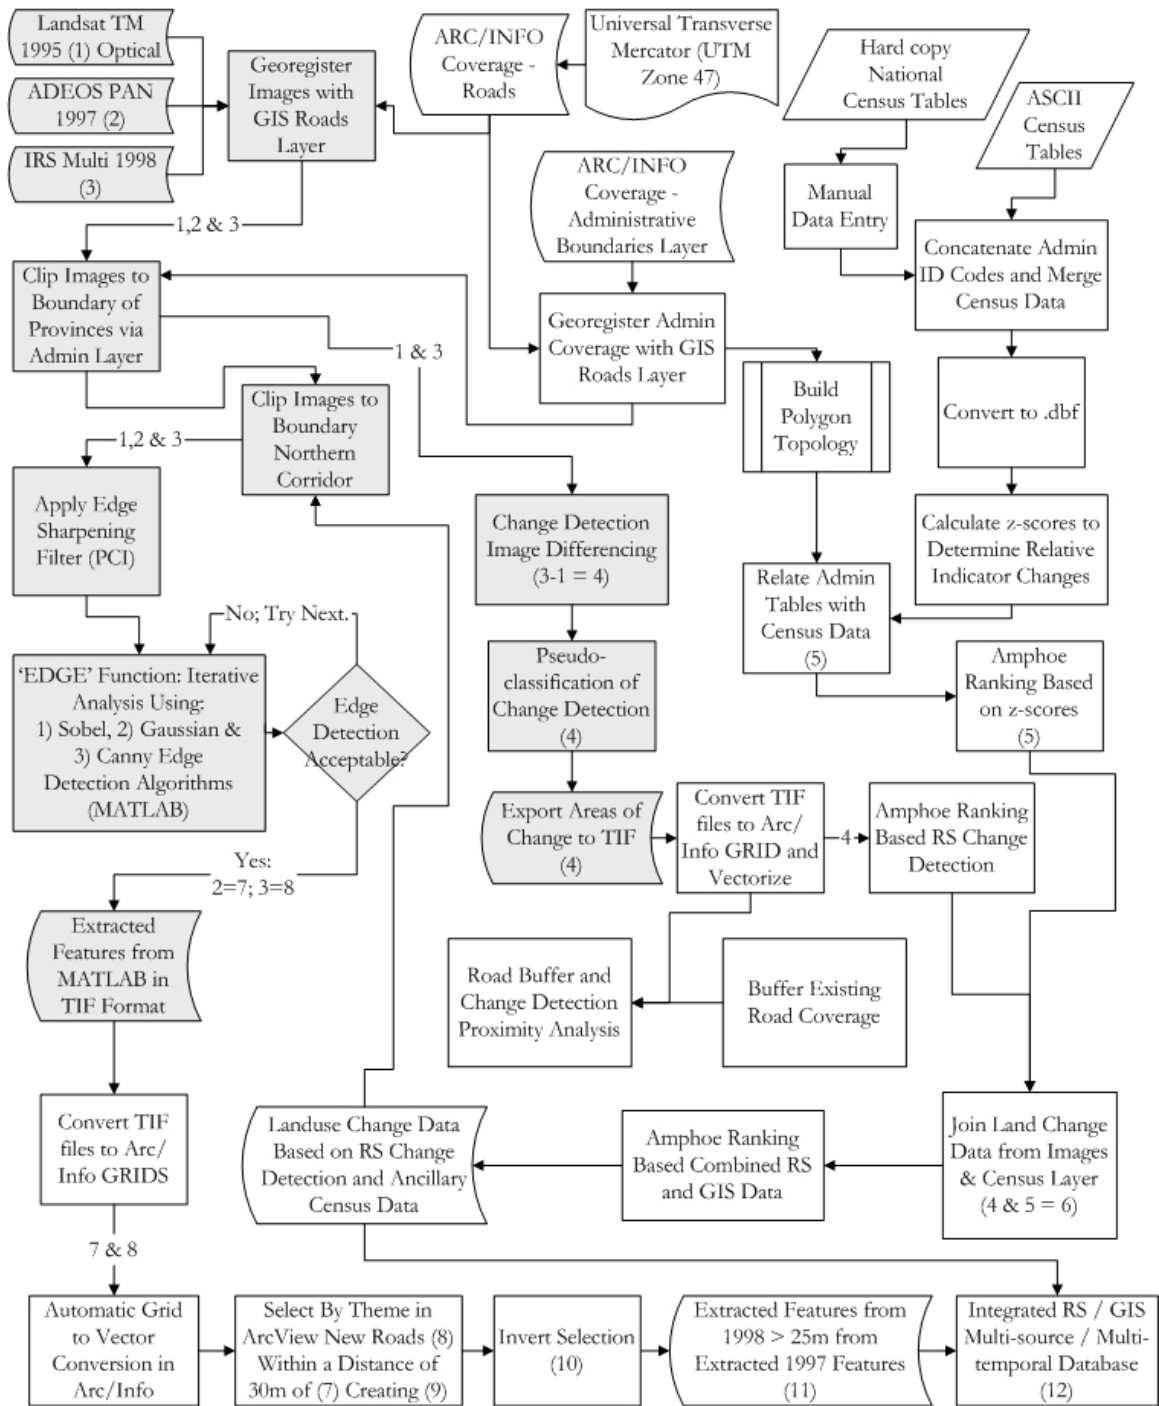 Landsat TM
1995 (1) Optical
ADEOS PAN
1997 (2)
IRS Multi 1998
(3)
Georegister
Images with
GIS Roads
Layer
ARC/INFO
Coverage -
Roads
Universal Transverse
Mercator (UTM
Zone 47)
Hard copy
National
Census Tables
ASCII
Census
Tables
ARC/INFO
Coverage -
Administrative
Boundaries Layer
Manual
Data Entry
1,2 & 3
Clip Images to
Boundary of
Provinces via
Admin Layer
Concatenate Admin
ID Codes and Merge
Census Data
Georegister Admin
Coverage with GIS
Roads Layer
1 & 3
Clip Images to
Boundary
Northern
Corridor
Build
Polygon
Topology
Convert to .dbf
1,2 & 3
Apply Edge
Sharpening
Filter (PCI)
Change Detection
Image Differencing
(3-1 = 4)
Calculate z-scores to
Determine Relative
Indicator Changes
Relate Admin
Tables with
Census Data
(5)
No; Try Next.
‘EDGE’ Function: Iterative
Analysis Using:
1) Sobel, 2) Gaussian &
3) Canny Edge
Detection Algorithms
(MATLAB)
Edge
Detection
Acceptable?
Pseudo-
classification of
Change Detection
(4)
Amphoe
Ranking Based
on z-scores
(5)
Export Areas of
Change to TIF
(4)
Convert TIF
files to Arc/
Info GRID and
Vectorize
4
Amphoe Ranking
Based RS Change
Detection
Yes:
2=7; 3=8
Extracted
Features from
MATLAB in
TIF Format
Road Buffer and
Change Detection
Proximity Analysis
Buffer Existing
Road Coverage
Convert TIF
files to Arc/
Info GRIDS
Landuse Change Data
Based on RS Change
Detection and Ancillary
Census Data
Amphoe Ranking
Based Combined RS
and GIS Data
Join Land Change
Data from Images
& Census Layer
(4 & 5 = 6)
7 & 8
Automatic Grid
to Vector
Conversion in
Arc/Info
Select By Theme in
ArcView New Roads (8)
Within a Distance of
30m of (7) Creating (9)
Invert Selection
(10)
Extracted Features from
1998 > 25m from
Extracted 1997 Features
(11)
Integrated RS / GIS
Multi-source / Multi-
temporal Database
(12)